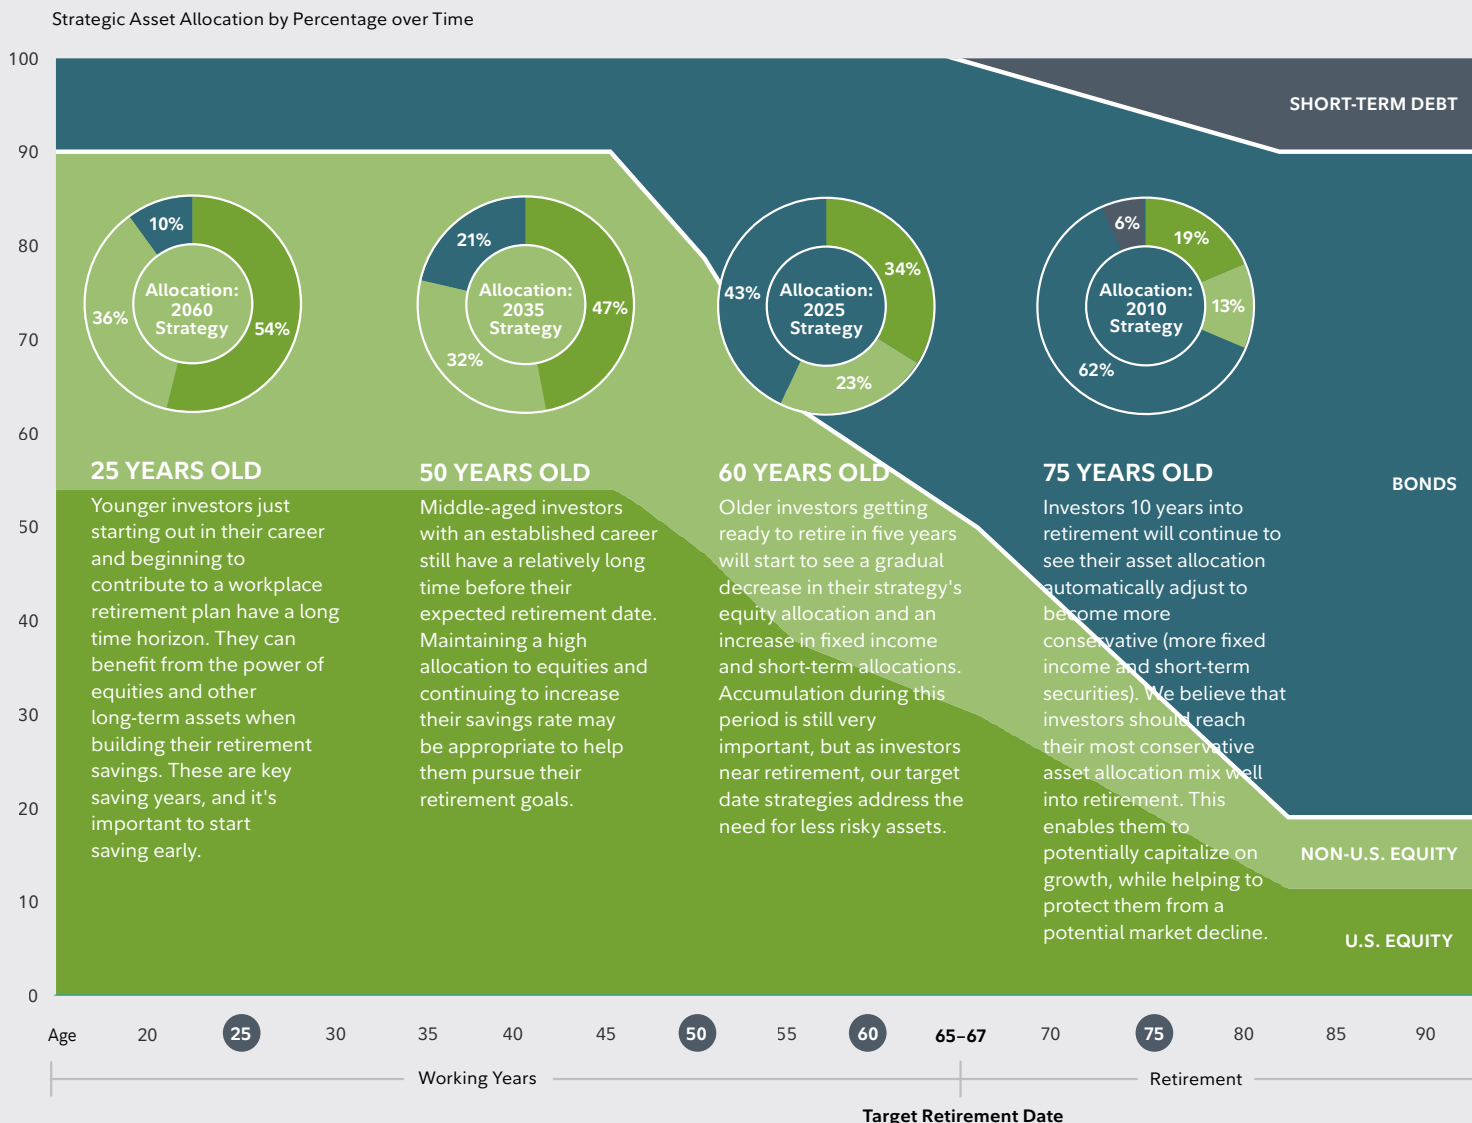 Strategic Asset Allocation by Percentage over Time
100
90
80
70
60
50
40
30
20
10
0
SHORT-TERM DEBT
BONDS
NON-U.S. EQUITY
U.S. EQUITY
10%
36%
54%
Allocation:
2060
Strategy
25 YEARS OLD
Younger investors just
starting out in their career
and beginning to
contribute to a workplace
retirement plan have a long
time horizon. They can
benefit from the power of
equities and other
long-term assets when
building their retirement
savings. These are key
saving years, and it's
important to start
saving early.
21%
47%
32%
Allocation:
2035
Strategy
50 YEARS OLD
Middle-aged investors
with an established career
still have a relatively long
time before their
expected retirement date.
Maintaining a high
allocation to equities and
continuing to increase
their savings rate may
be appropriate to help
them pursue their
retirement goals.
43%
34%
23%
Allocation:
2025
Strategy
60 YEARS OLD
Older investors getting
ready to retire in five years
will start to see a gradual
decrease in their strategy's
equity allocation and an
increase in fixed income
and short-term allocations.
Accumulation during this
period is still very
important, but as investors
near retirement, our target
date strategies address the
need for less risky assets.
6%
19%
13%
62%
Allocation:
2010
Strategy
75 YEARS OLD
Investors 10 years into
retirement will continue to
see their asset allocation
automatically adjust to
become more
conservative (more fixed
income and short-term
securities). We believe that
investors should reach
their most conservative
asset allocation mix well
into retirement. This
enables them to
potentially capitalize on
growth, while helping to
protect them from a
potential market decline.
Age 20 25 30 35 40 45 50 55 60 65–67 70 75 80 85 90
Working Years
Retirement
Target Retirement Date